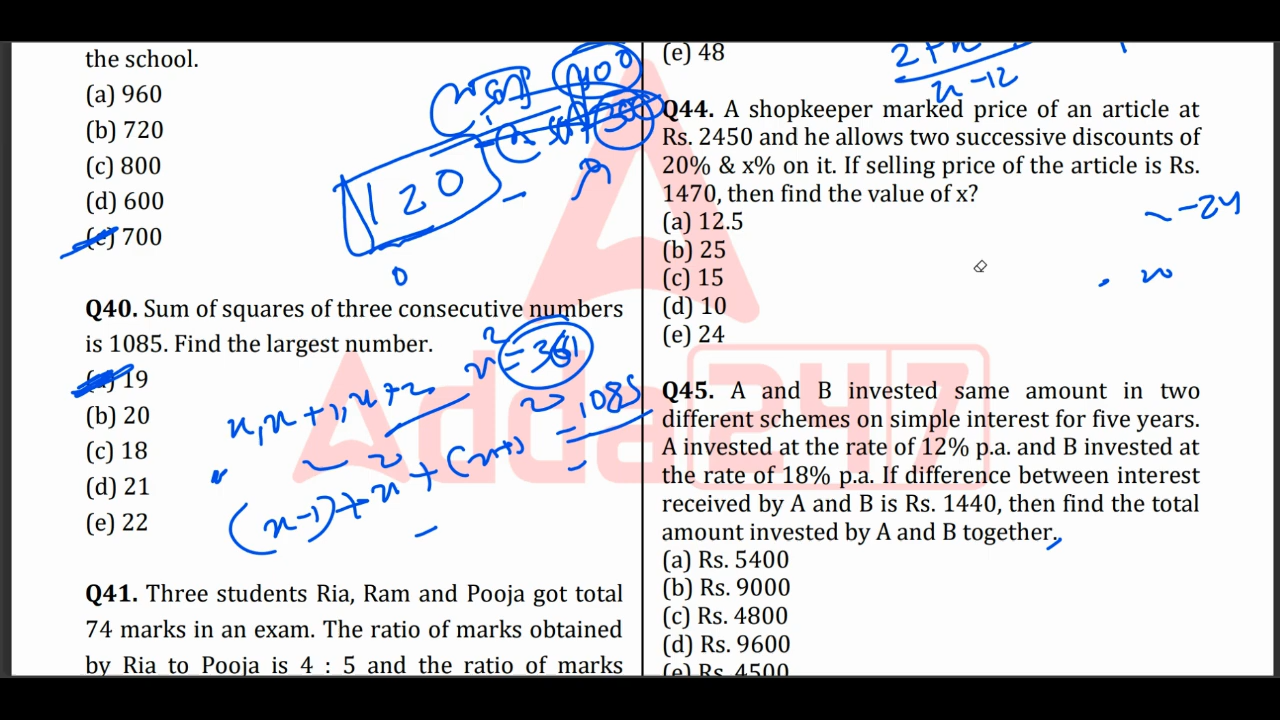 the school.
(a) 960
(b) 720
(c) 800
(d) 600
(e) 700
120
0
Q40. Sum of squares of three consecutive numbers
is 1085. Find the largest number.
(a) 19
(b) 20
(c) 18
(d) 21
(e) 22
x, x+1, x+2
x² = 361
(x-1) + x + (x+1)
= 1085
Q41. Three students Ria, Ram and Pooja got total
74 marks in an exam. The ratio of marks obtained
by Ria to Pooja is 4 : 5 and the ratio of marks
(e) 48
x -12
Q44. A shopkeeper marked price of an article at
Rs. 2450 and he allows two successive discounts of
20% & x% on it. If selling price of the article is Rs.
1470, then find the value of x?
(a) 12.5
(b) 25
(c) 15
(d) 10
(e) 24
-24
20
Q45. A and B invested same amount in two
different schemes on simple interest for five years.
A invested at the rate of 12% p.a. and B invested at
the rate of 18% p.a. If difference between interest
received by A and B is Rs. 1440, then find the total
amount invested by A and B together.
(a) Rs. 5400
(b) Rs. 9000
(c) Rs. 4800
(d) Rs. 9600
(e) Rs. 4500
Adda247